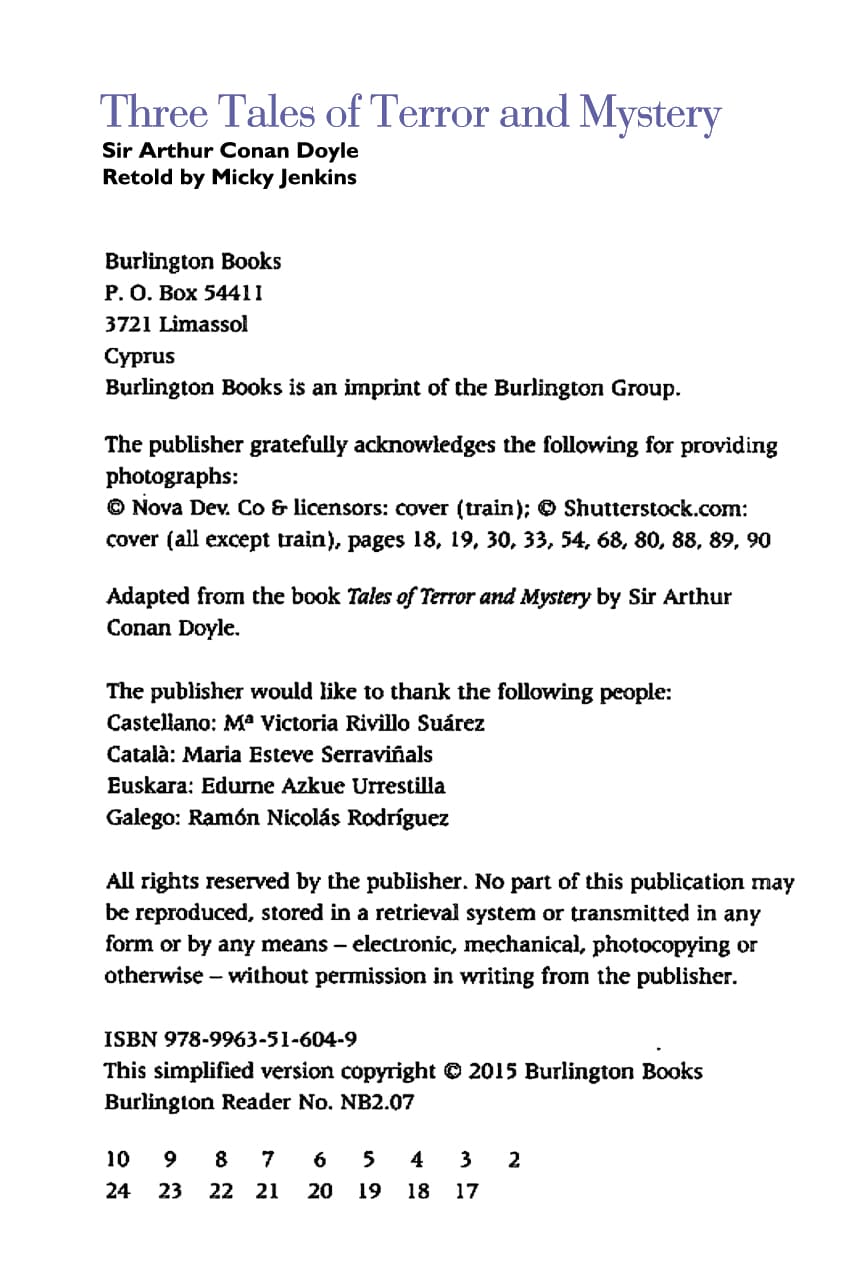 Three Tales of Terror and Mystery
Sir Arthur Conan Doyle
Retold by Micky Jenkins
Burlington Books
P. O. Box 54411
3721 Limassol
Cyprus
Burlington Books is an imprint of the Burlington Group.
The publisher gratefully acknowledges the following for providing
photographs:
© Nova Dev. Co & licensors: cover (train); © Shutterstock.com:
cover (all except train), pages 18, 19, 30, 33, 54, 68, 80, 88, 89, 90
Adapted from the book Tales of Terror and Mystery by Sir Arthur
Conan Doyle.
The publisher would like to thank the following people:
Castellano: Mª Victoria Rivillo Suárez
Català: Maria Esteve Serraviñals
Euskara: Edurne Azkue Urrestilla
Galego: Ramón Nicolás Rodríguez
All rights reserved by the publisher. No part of this publication may
be reproduced, stored in a retrieval system or transmitted in any
form or by any means – electronic, mechanical, photocopying or
otherwise – without permission in writing from the publisher.
ISBN 978-9963-51-604-9
This simplified version copyright © 2015 Burlington Books
Burlington Reader No. NB2.07
10 9 8 7 6 5 4 3 2
24 23 22 21 20 19 18 17